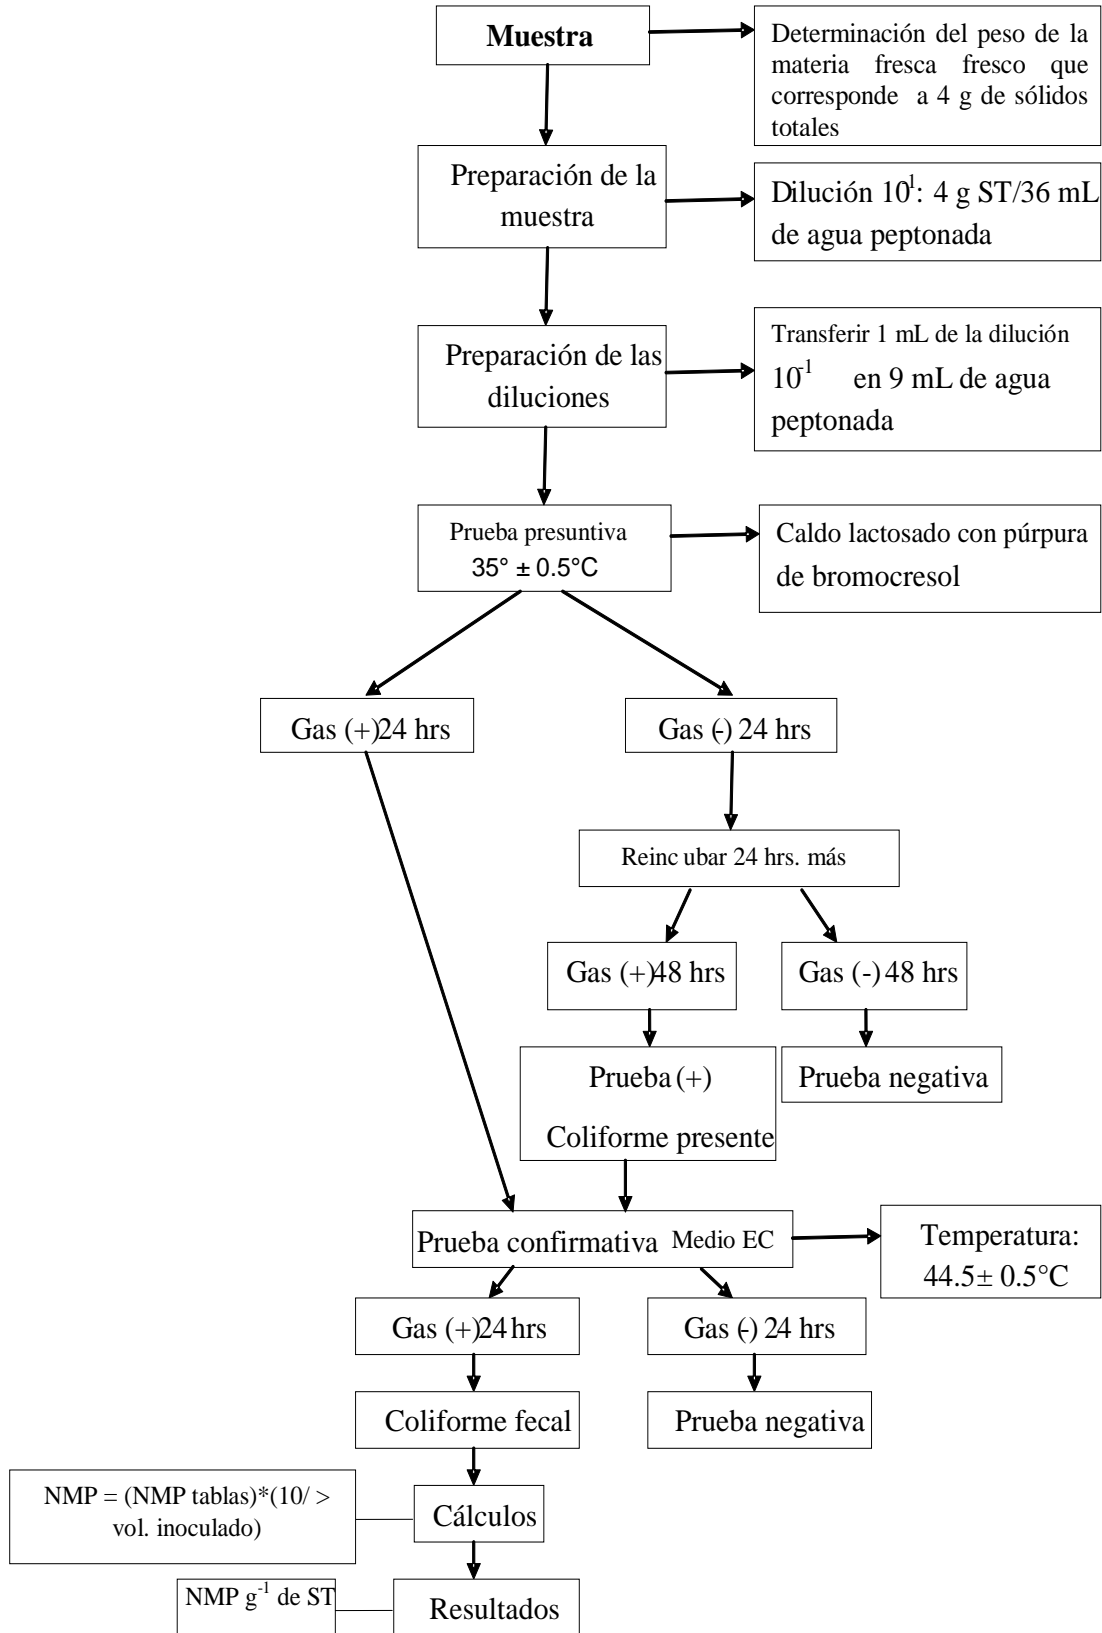 Muestra
Determinación del peso de la
materia fresca fresco que
corresponde a 4 g de sólidos
totales
Preparación de la
muestra
Dilución 10¹: 4 g ST/36 mL
de agua peptonada
Preparación de las
diluciones
Transferir 1 mL de la dilución
10⁻¹ en 9 mL de agua
peptonada
Prueba presuntiva
35° ± 0.5°C
Caldo lactosado con púrpura
de bromocresol
Gas (+)24 hrs
Gas (-) 24 hrs
Reinc ubar 24 hrs. más
Gas (+)48 hrs
Gas (-) 48 hrs
Prueba (+)
Coliforme presente
Prueba negativa
Prueba confirmativa Medio EC
Temperatura:
44.5± 0.5°C
Gas (+)24 hrs
Gas (-) 24 hrs
Coliforme fecal
Prueba negativa
NMP = (NMP tablas)*(10/ >
vol. inoculado)
Cálculos
NMP g⁻¹ de ST
Resultados